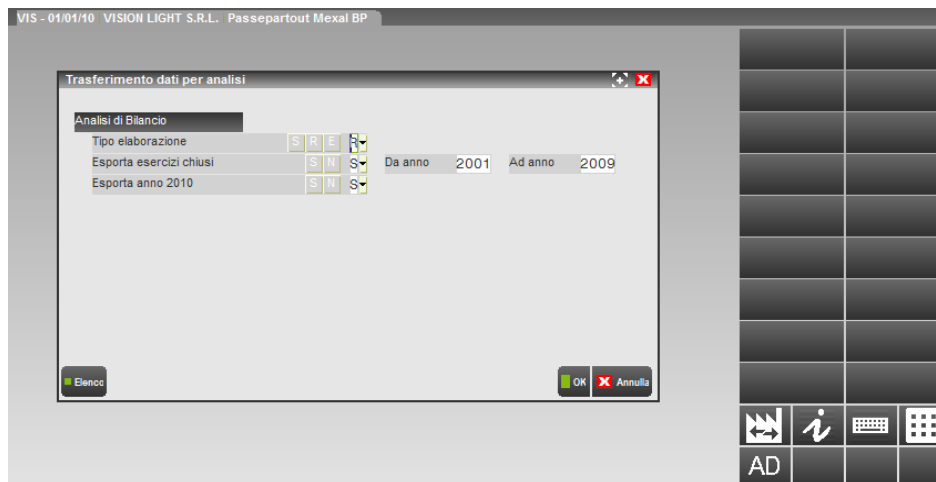 VIS - 01/01/10 VISION LIGHT S.R.L. Passepartout Mexal BP
Trasferimento dati per analisi
Analisi di Bilancio
Tipo elaborazione S R E R
Esporta esercizi chiusi S N S Da anno 2001 Ad anno 2009
Esporta anno 2010 S N S
Elenco OK X Annulla
AD